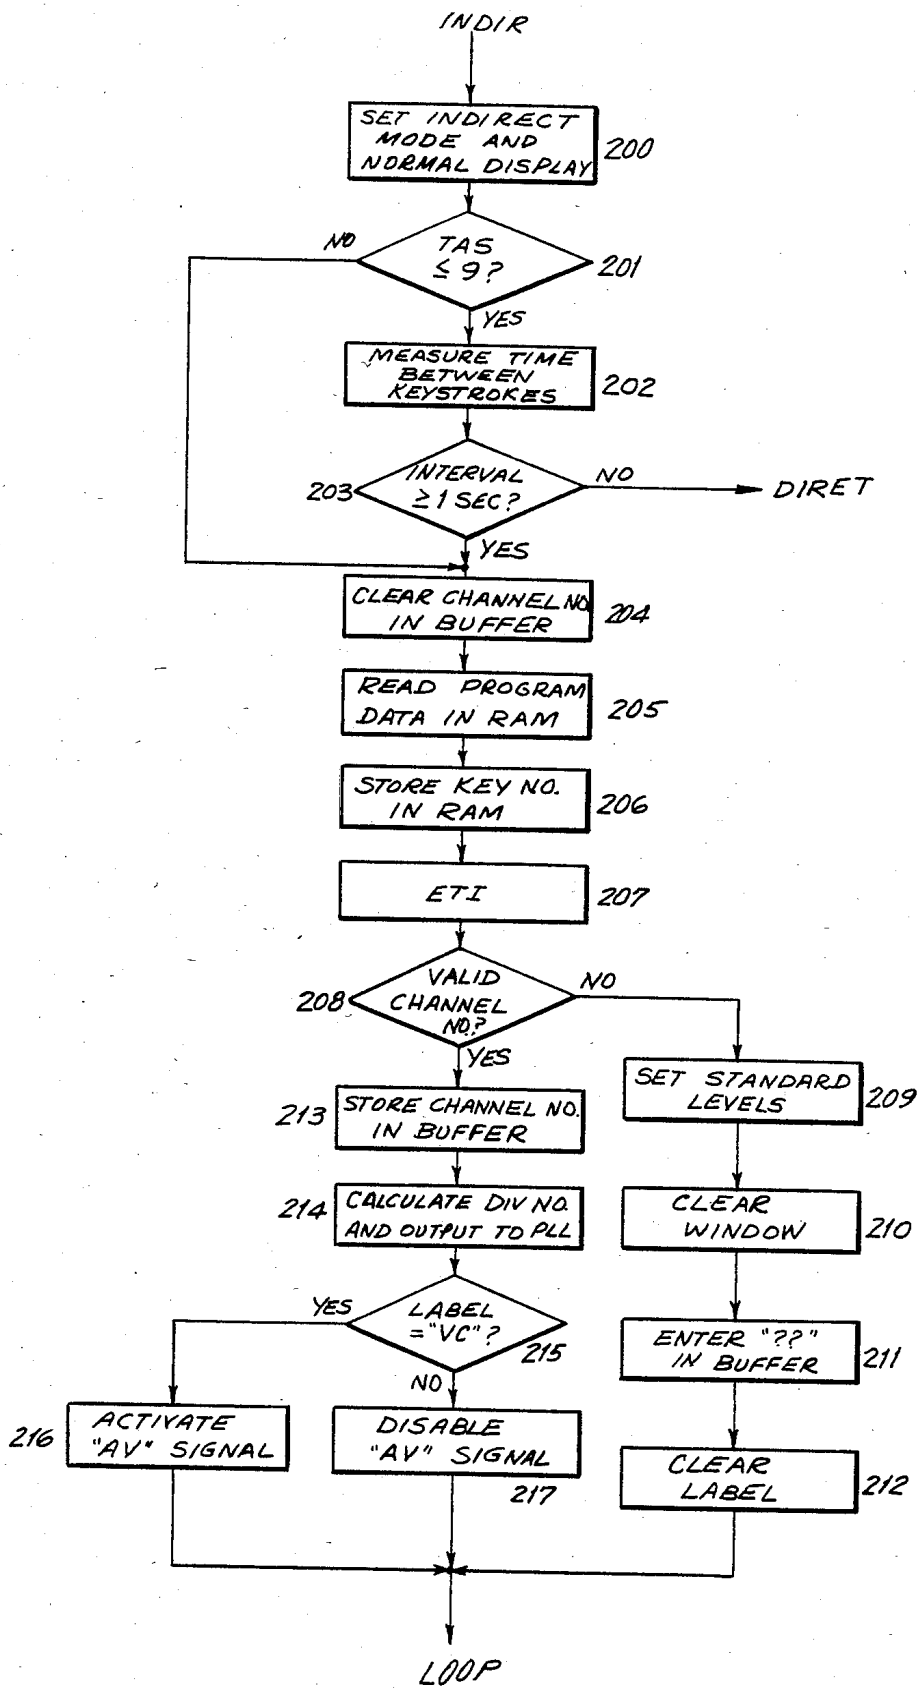 INDIR
SET INDIRECT
MODE AND
NORMAL DISPLAY
200
NO
TAS
≤ 9?
201
YES
MEASURE TIME
BETWEEN
KEYSTROKES
202
203
INTERVAL
≥ 1 SEC?
NO
DIRET
YES
CLEAR CHANNEL NO
IN BUFFER
204
READ PROGRAM
DATA IN RAM
205
STORE KEY NO.
IN RAM
206
ETI
207
208
VALID
CHANNEL
NO.?
NO
YES
SET STANDARD
LEVELS
209
213
STORE CHANNEL NO.
IN BUFFER
214
CALCULATE DIV NO.
AND OUTPUT TO PLL
CLEAR
WINDOW
210
YES
LABEL
="VC"?
215
NO
ENTER "??"
IN BUFFER
211
216
ACTIVATE
"AV" SIGNAL
DISABLE
"AV" SIGNAL
217
CLEAR
LABEL
212
LOOP